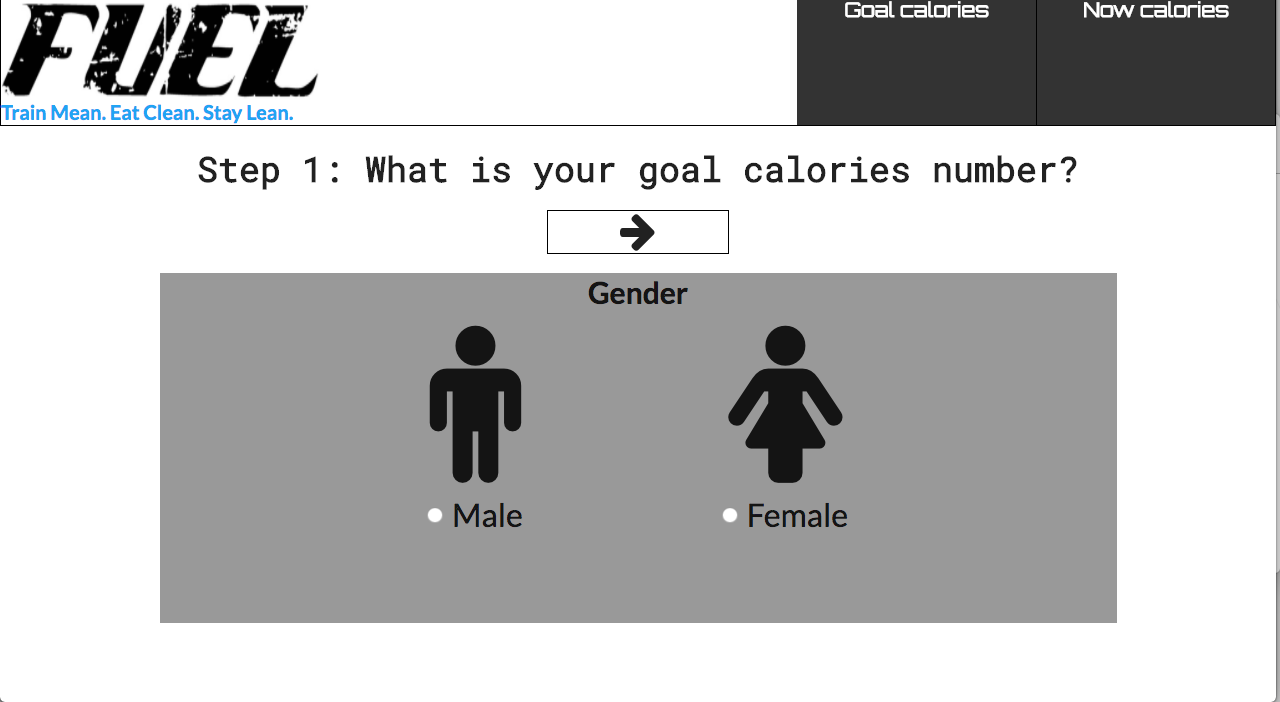 FUEL
Train Mean. Eat Clean. Stay Lean.
Goal calories
Now calories
Step 1: What is your goal calories number?
Gender
Male
Female